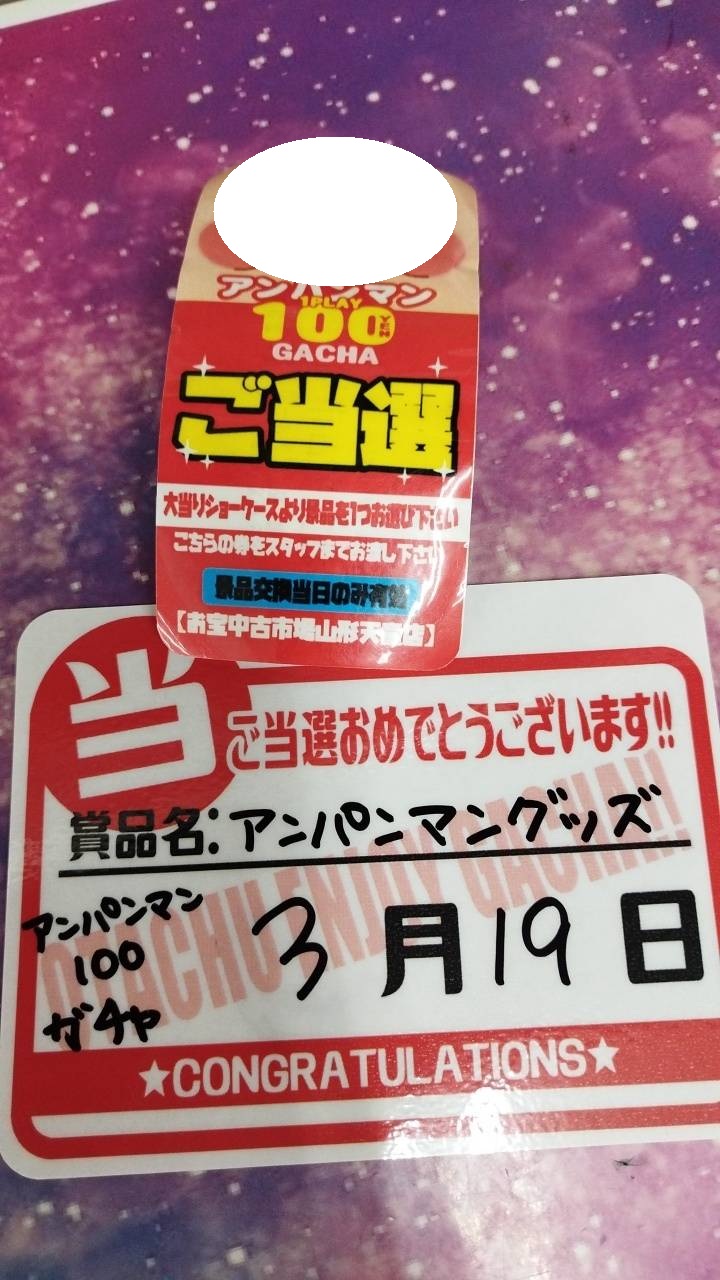 アンパンマン
1PLAY
100YEN
GACHA
ご当選
大当りショーケースより景品を1つお選び下さい
こちらの券をスタッフまでお渡し下さい
景品交換当日のみ有効
【お宝中古市場山形天童店】
当
ご当選おめでとうございます!!
賞品名:アンパンマングッズ
アンパンマン
100
ガチャ
3月19日
OTACHU ENJOY GACHA!!
★CONGRATULATIONS★